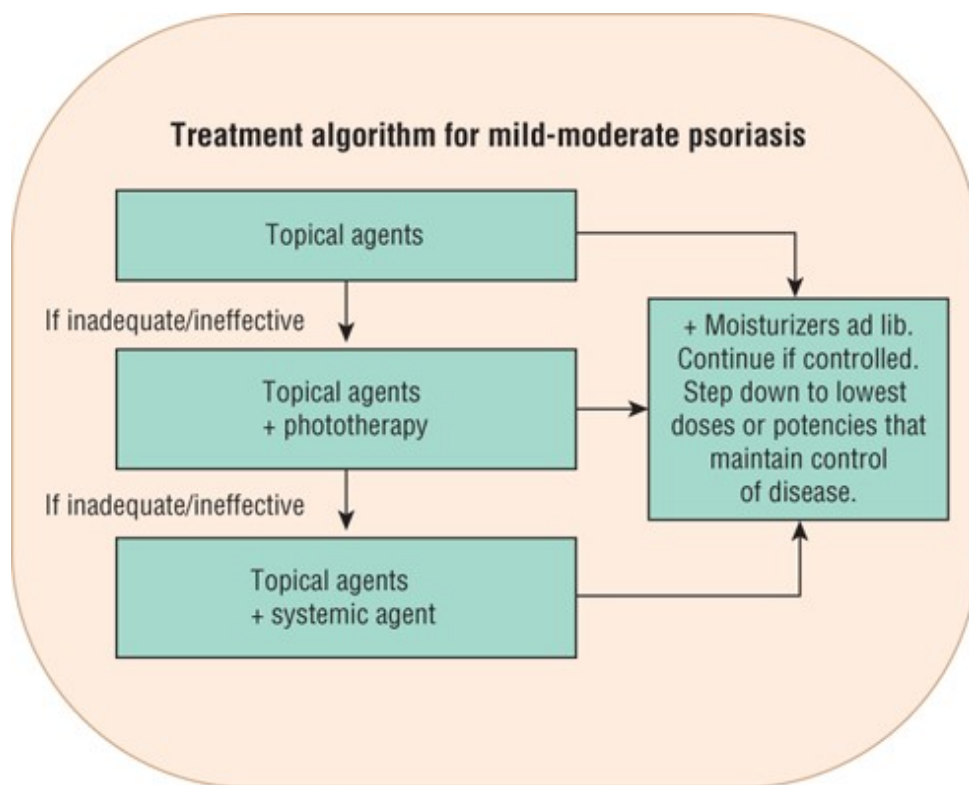 Treatment algorithm for mild-moderate psoriasis
Topical agents
If inadequate/ineffective
Topical agents
+ phototherapy
If inadequate/ineffective
Topical agents
+ systemic agent
+ Moisturizers ad lib.
Continue if controlled.
Step down to lowest
doses or potencies that
maintain control
of disease.